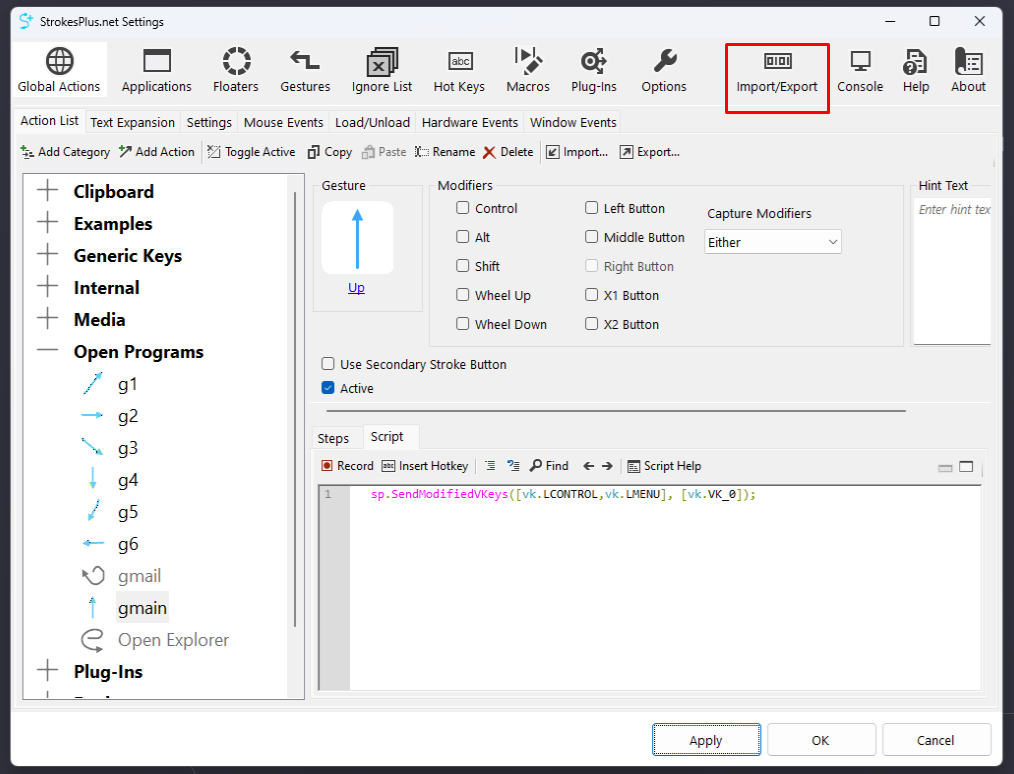 StrokesPlus.net Settings
Global Actions Applications Floaters Gestures Ignore List Hot Keys Macros Plug-Ins Options Import/Export Console Help About
Action List Text Expansion Settings Mouse Events Load/Unload Hardware Events Window Events
Add Category Add Action Toggle Active Copy Paste Rename Delete Import... Export...
Clipboard
Examples
Generic Keys
Internal
Media
Open Programs
g1
g2
g3
g4
g5
g6
gmail
gmain
Open Explorer
Plug-Ins
Gesture
Up
Modifiers
Control
Alt
Shift
Wheel Up
Wheel Down
Left Button
Middle Button
Right Button
X1 Button
X2 Button
Capture Modifiers
Either
Hint Text
Enter hint tex
Use Secondary Stroke Button
Active
Steps Script
Record Insert Hotkey Find Script Help
1 sp.SendModifiedVKeys([vk.LCONTROL,vk.LMENU], [vk.VK_0]);
Apply OK Cancel